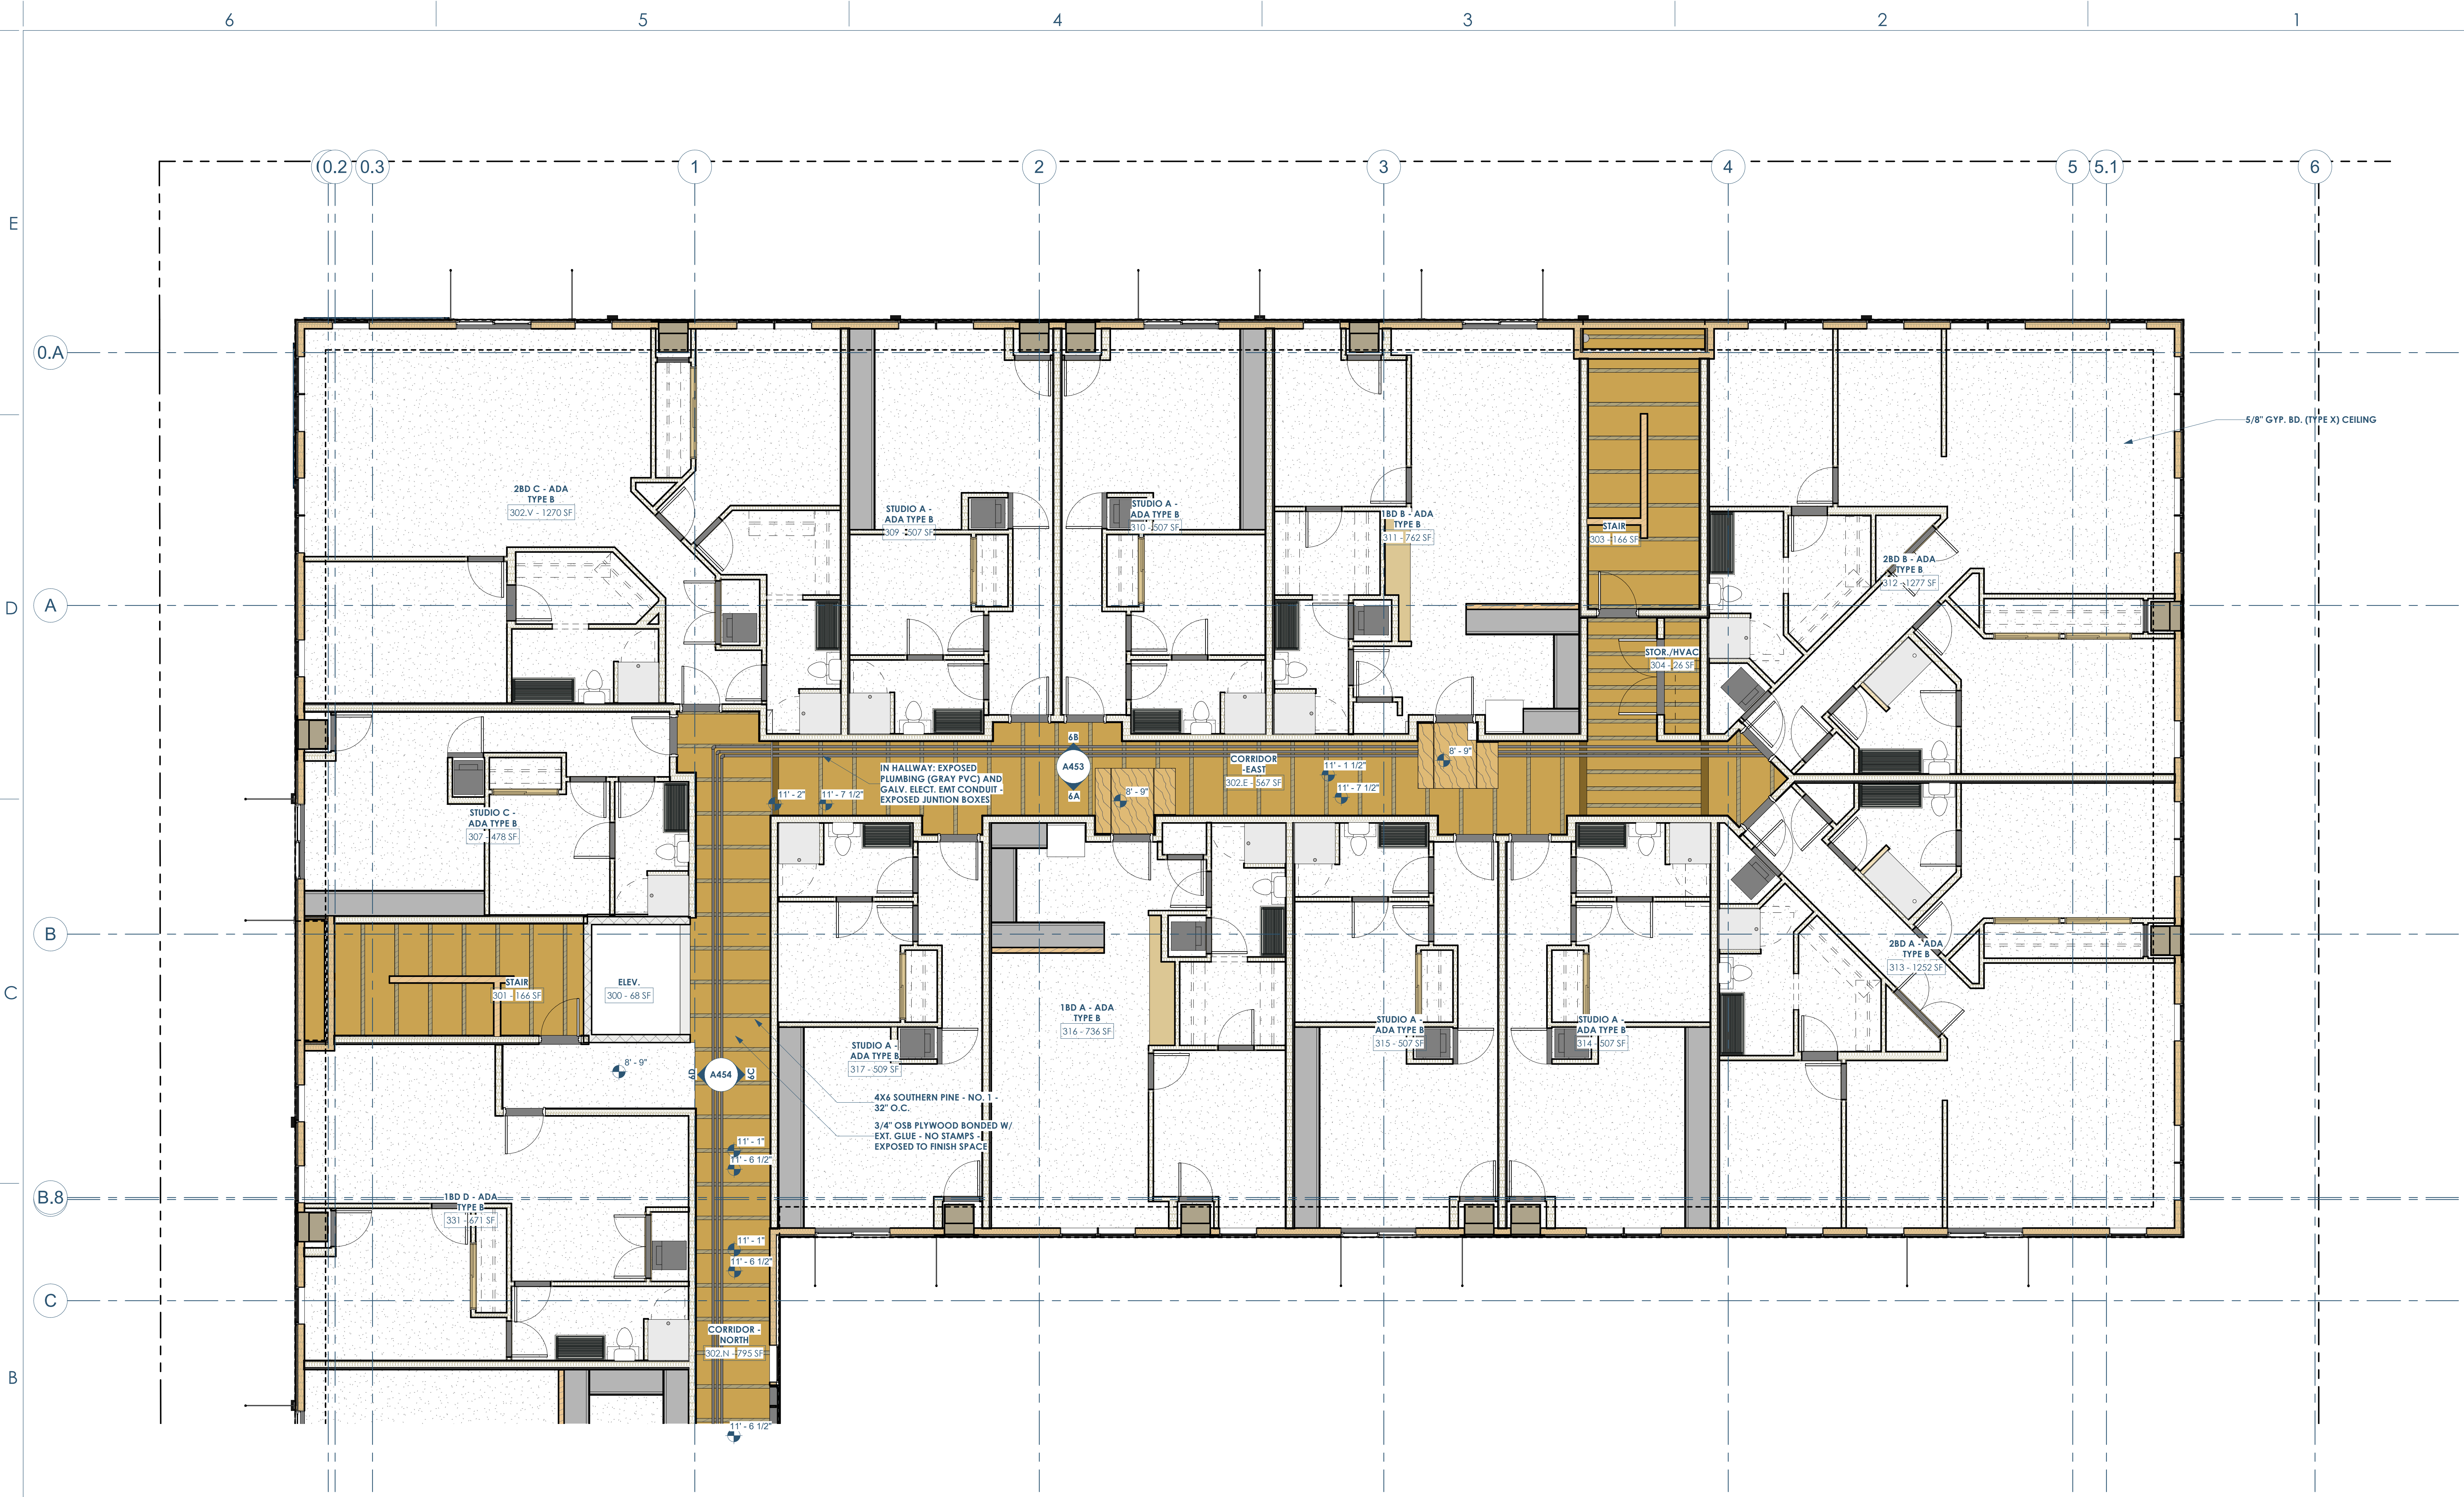 6 5 4 3 2 1
0.2 0.3 1 2 3 4 5 5.1 6
E
0.A
5/8" GYP. BD. (TYPE X) CEILING
2BD C - ADA
TYPE B
302.V - 1270 SF
STUDIO A -
ADA TYPE B
309 - 507 SF
STUDIO A -
ADA TYPE B
310 - 507 SF
1BD B - ADA
TYPE B
311 - 762 SF
STAIR
303 - 166 SF
2BD B - ADA
TYPE B
312 - 1277 SF
D
A
STOR./HVAC
304 - 26 SF
6B
A453
6A
IN HALLWAY: EXPOSED
PLUMBING (GRAY PVC) AND
GALV. ELECT. EMT CONDUIT -
EXPOSED JUNTION BOXES
CORRIDOR
-EAST
302.E - 567 SF
8' - 9"
11' - 1 1/2"
11' - 7 1/2"
11' - 2"
11' - 7 1/2"
8' - 9"
STUDIO C -
ADA TYPE B
307 - 478 SF
B
2BD A - ADA
TYPE B
313 - 1252 SF
C
STAIR
301 - 166 SF
ELEV.
300 - 68 SF
1BD A - ADA
TYPE B
316 - 736 SF
STUDIO A -
ADA TYPE B
315 - 507 SF
STUDIO A -
ADA TYPE B
314 - 507 SF
STUDIO A -
ADA TYPE B
317 - 509 SF
8' - 9"
6D
A454
6C
4X6 SOUTHERN PINE - NO. 1 -
32" O.C.
3/4" OSB PLYWOOD BONDED W/
EXT. GLUE - NO STAMPS -
EXPOSED TO FINISH SPACE
11' - 1"
11' - 6 1/2"
B.8
1BD D - ADA
TYPE B
331 - 671 SF
11' - 1"
11' - 6 1/2"
C
CORRIDOR -
NORTH
302.N - 795 SF
B
11' - 6 1/2"